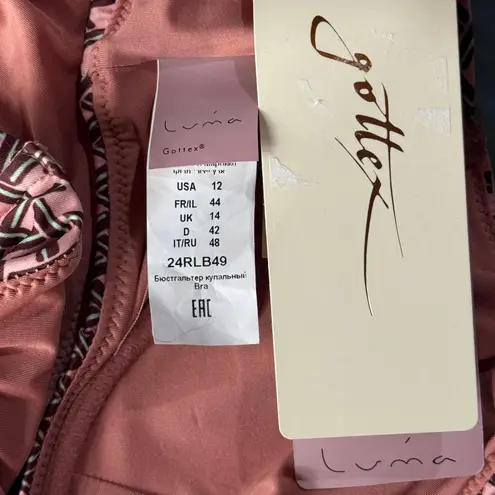 Luma
Gottex®
USA 12
FR/IL 44
UK 14
D 42
IT/RU 48
24RLB49
Бюстгальтер купальный
Bra
EAC
gottex
Luma